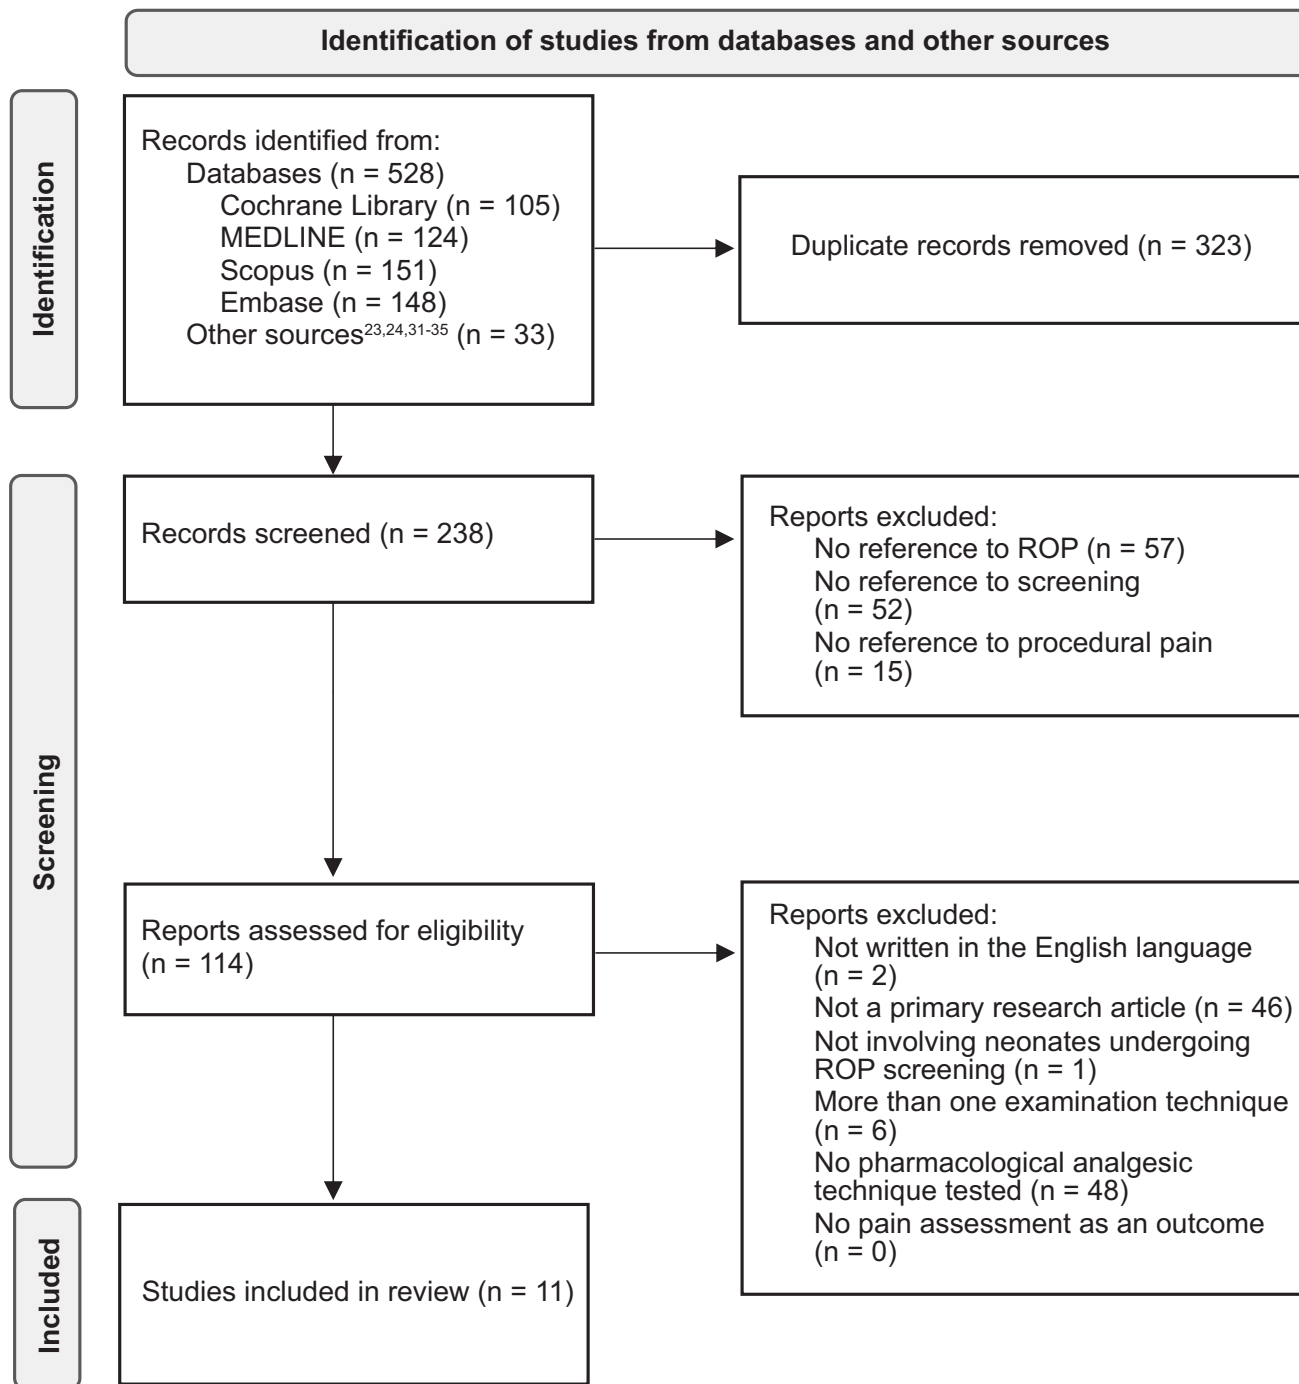 Identification of studies from databases and other sources
Identification
Records identified from:
Databases (n = 528)
Cochrane Library (n = 105)
MEDLINE (n = 124)
Scopus (n = 151)
Embase (n = 148)
Other sources23,24,31-35 (n = 33)
Duplicate records removed (n = 323)
Screening
Records screened (n = 238)
Reports excluded:
No reference to ROP (n = 57)
No reference to screening
(n = 52)
No reference to procedural pain
(n = 15)
Reports assessed for eligibility
(n = 114)
Reports excluded:
Not written in the English language
(n = 2)
Not a primary research article (n = 46)
Not involving neonates undergoing
ROP screening (n = 1)
More than one examination technique
(n = 6)
No pharmacological analgesic
technique tested (n = 48)
No pain assessment as an outcome
(n = 0)
Included
Studies included in review (n = 11)